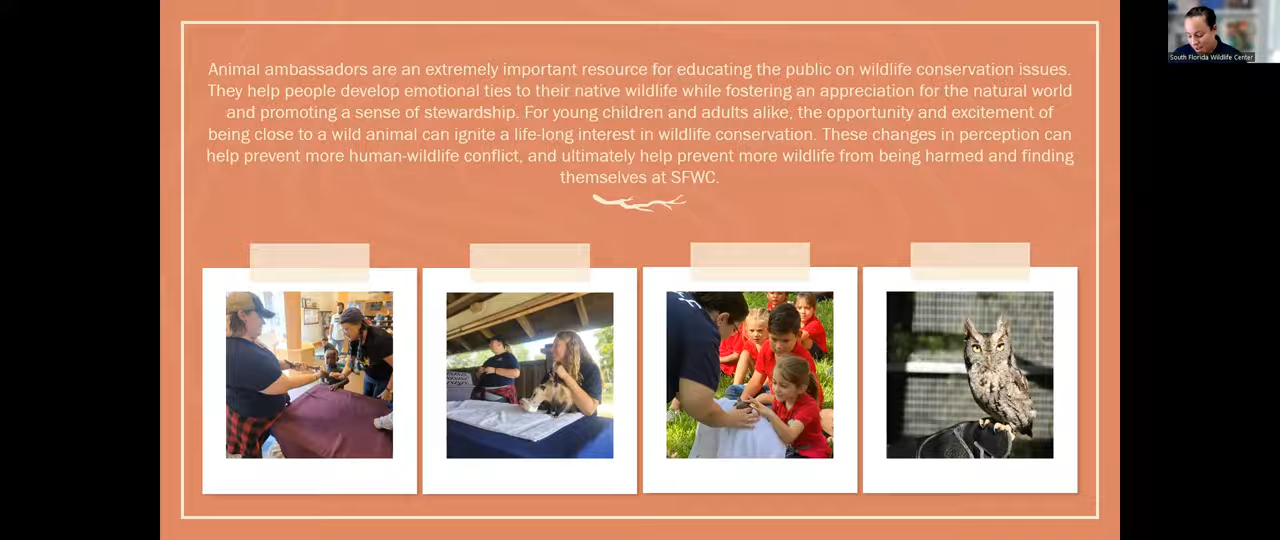 Animal ambassadors are an extremely important resource for educating the public on wildlife conservation issues.
They help people develop emotional ties to their native wildlife while fostering an appreciation for the natural world
and promoting a sense of stewardship. For young children and adults alike, the opportunity and excitement of
being close to a wild animal can ignite a life-long interest in wildlife conservation. These changes in perception can
help prevent more human-wildlife conflict, and ultimately help prevent more wildlife from being harmed and finding
themselves at SFWC.
South Florida Wildlife Center